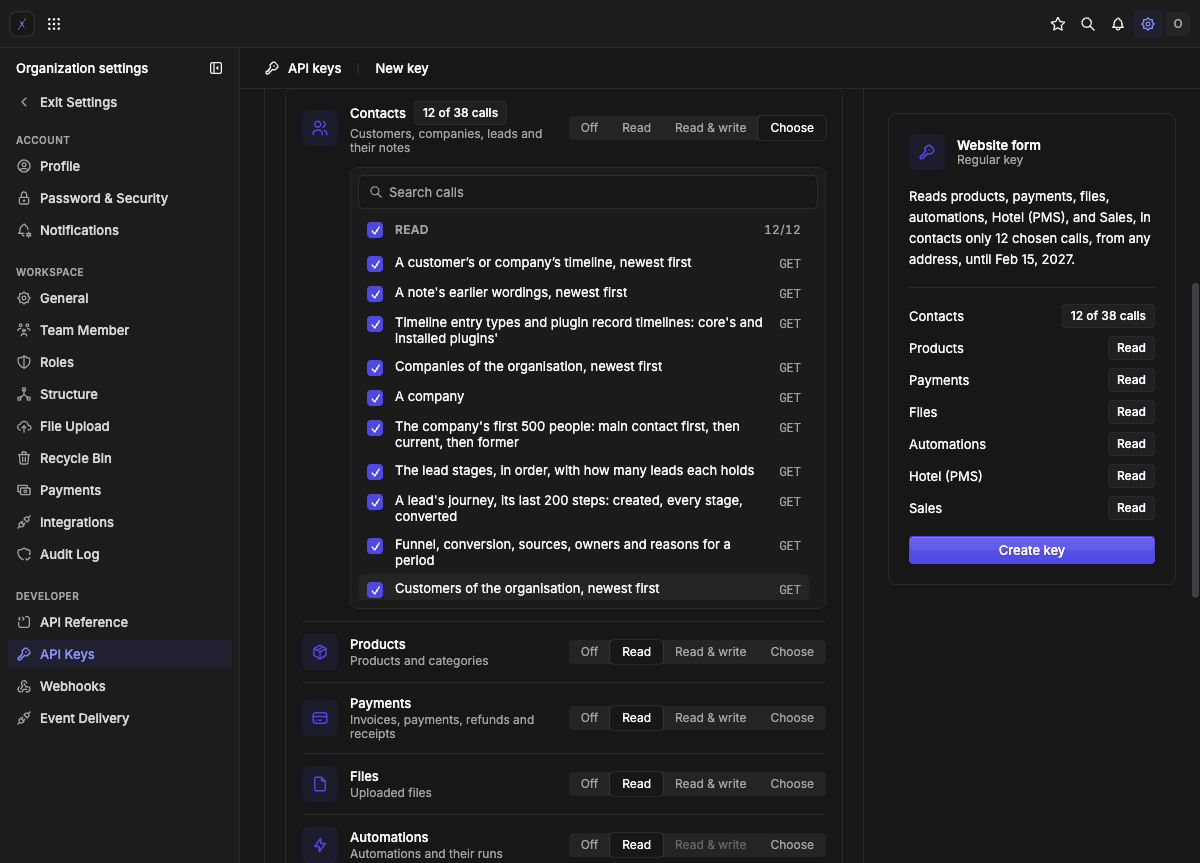 O
Organization settings
Exit Settings
ACCOUNT
Profile
Password & Security
Notifications
WORKSPACE
General
Team Member
Roles
Structure
File Upload
Recycle Bin
Payments
Integrations
Audit Log
DEVELOPER
API Reference
API Keys
Webhooks
Event Delivery
API keys | New key
Contacts 12 of 38 calls
Customers, companies, leads and
their notes
Off Read Read & write Choose
Search calls
READ 12/12
A customer’s or company’s timeline, newest first GET
A note's earlier wordings, newest first GET
Timeline entry types and plugin record timelines: core's and GET
installed plugins'
Companies of the organisation, newest first GET
A company GET
The company's first 500 people: main contact first, then GET
current, then former
The lead stages, in order, with how many leads each holds GET
A lead's journey, its last 200 steps: created, every stage, GET
converted
Funnel, conversion, sources, owners and reasons for a GET
period
Customers of the organisation, newest first GET
Products
Products and categories
Off Read Read & write Choose
Payments
Invoices, payments, refunds and
receipts
Off Read Read & write Choose
Files
Uploaded files
Off Read Read & write Choose
Automations
Automations and their runs
Off Read Read & write Choose
Website form
Regular key
Reads products, payments, files,
automations, Hotel (PMS), and Sales, in
contacts only 12 chosen calls, from any
address, until Feb 15, 2027.
Contacts 12 of 38 calls
Products Read
Payments Read
Files Read
Automations Read
Hotel (PMS) Read
Sales Read
Create key